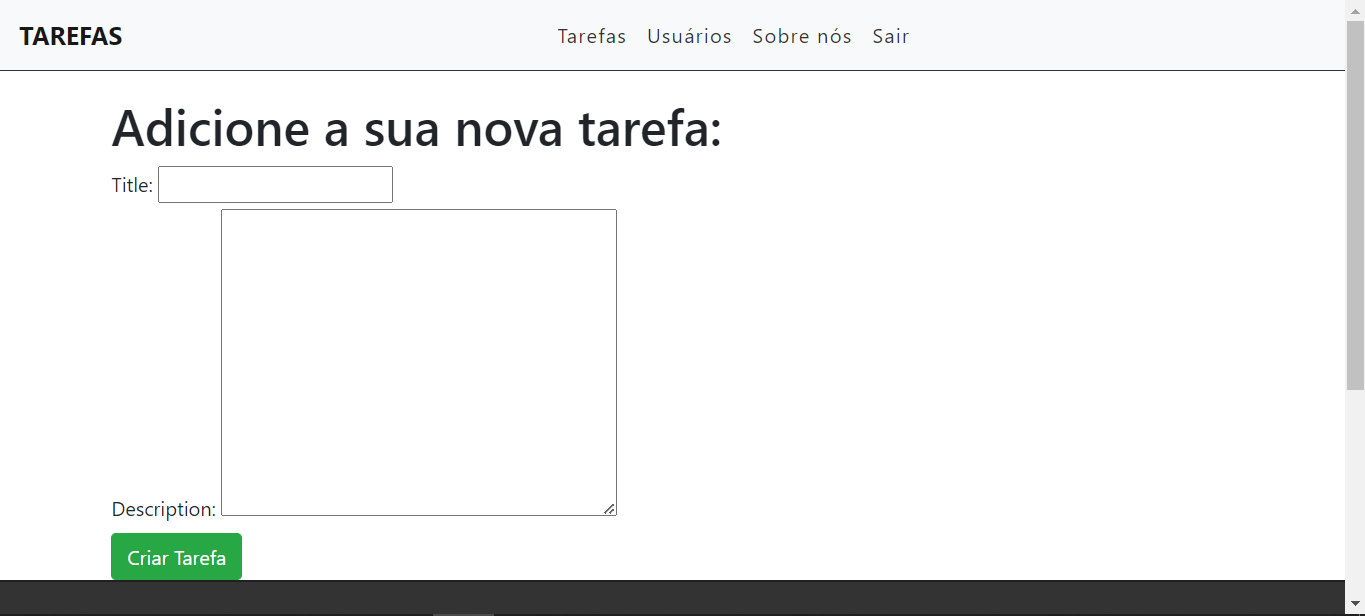 TAREFAS
Tarefas Usuários Sobre nós Sair
Adicione a sua nova tarefa:
Title:
Description:
Criar Tarefa